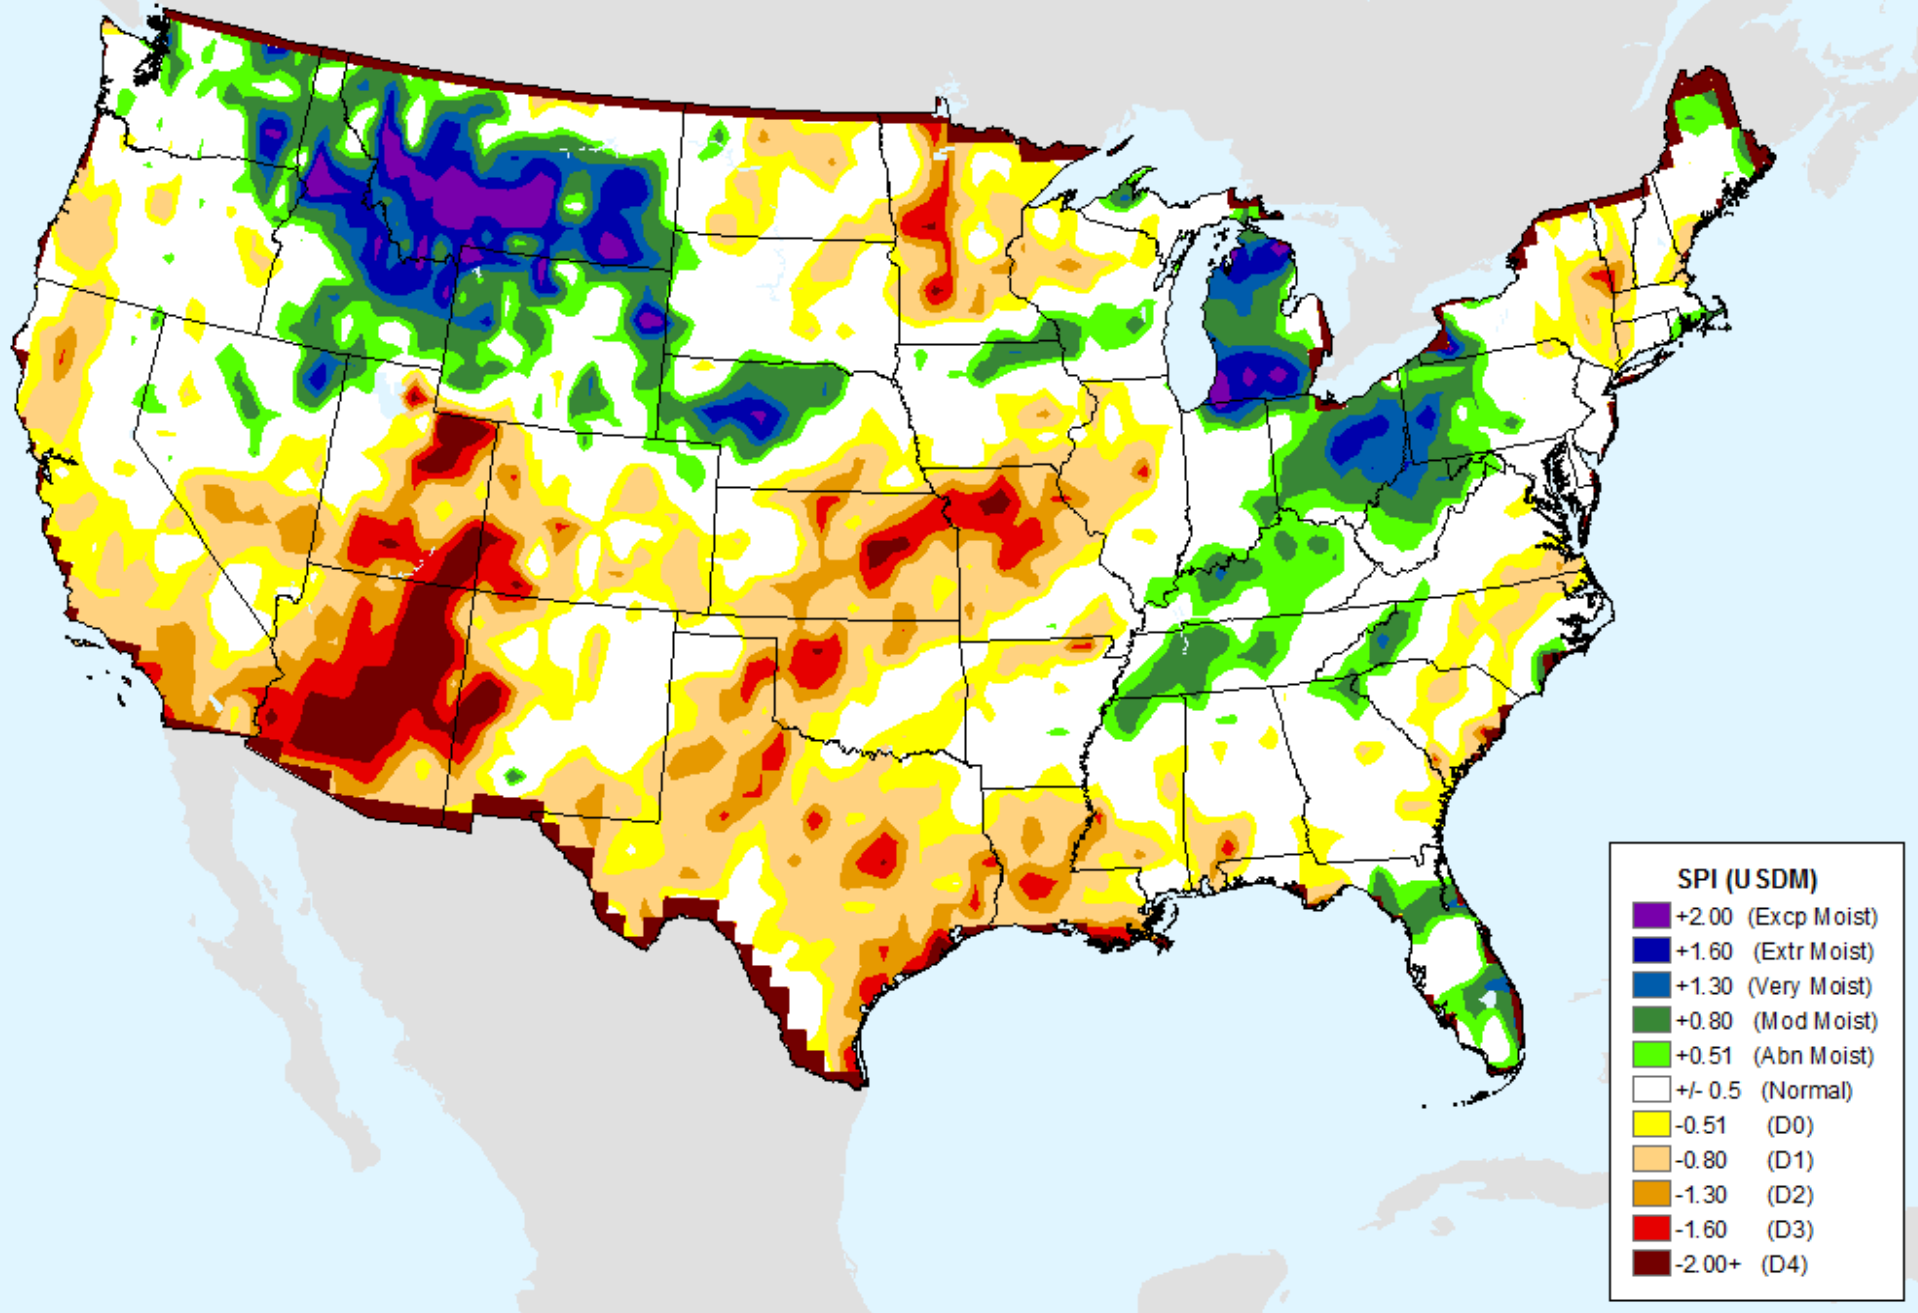 SPI (USDM)
+2.00 (Excp Moist)
+1.60 (Extr Moist)
+1.30 (Very Moist)
+0.80 (Mod Moist)
+0.51 (Abn Moist)
+/- 0.5 (Normal)
-0.51 (D0)
-0.80 (D1)
-1.30 (D2)
-1.60 (D3)
-2.00+ (D4)